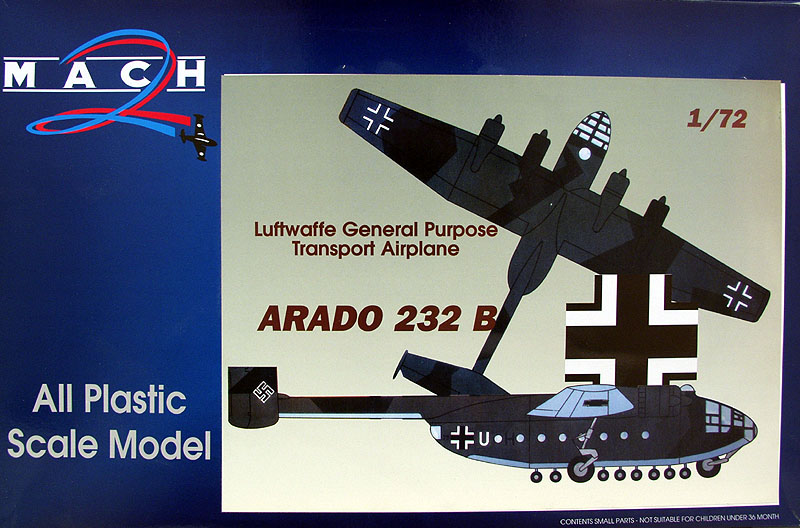 MACH
2
1/72
Luftwaffe General Purpose
Transport Airplane
ARADO 232 B
All Plastic
Scale Model
U H
CONTENTS SMALL PARTS - NOT SUITABLE FOR CHILDREN UNDER 36 MONTH